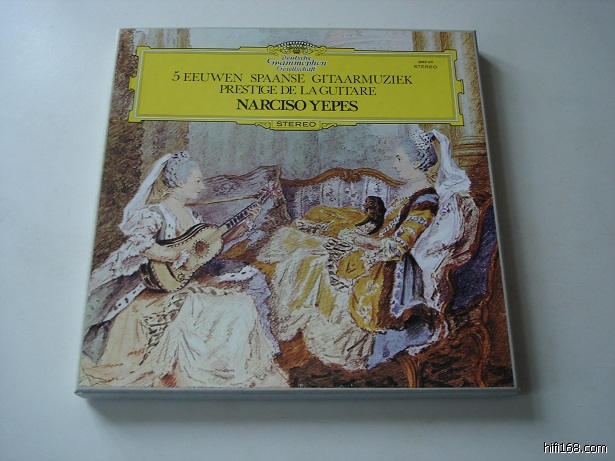 Deutsche
Grammophon
Gesellschaft
STEREO
5 EEUWEN SPAANSE GITAARMUZIEK
PRESTIGE DE LA GUITARE
NARCISO YEPES
STEREO
hifi168.com